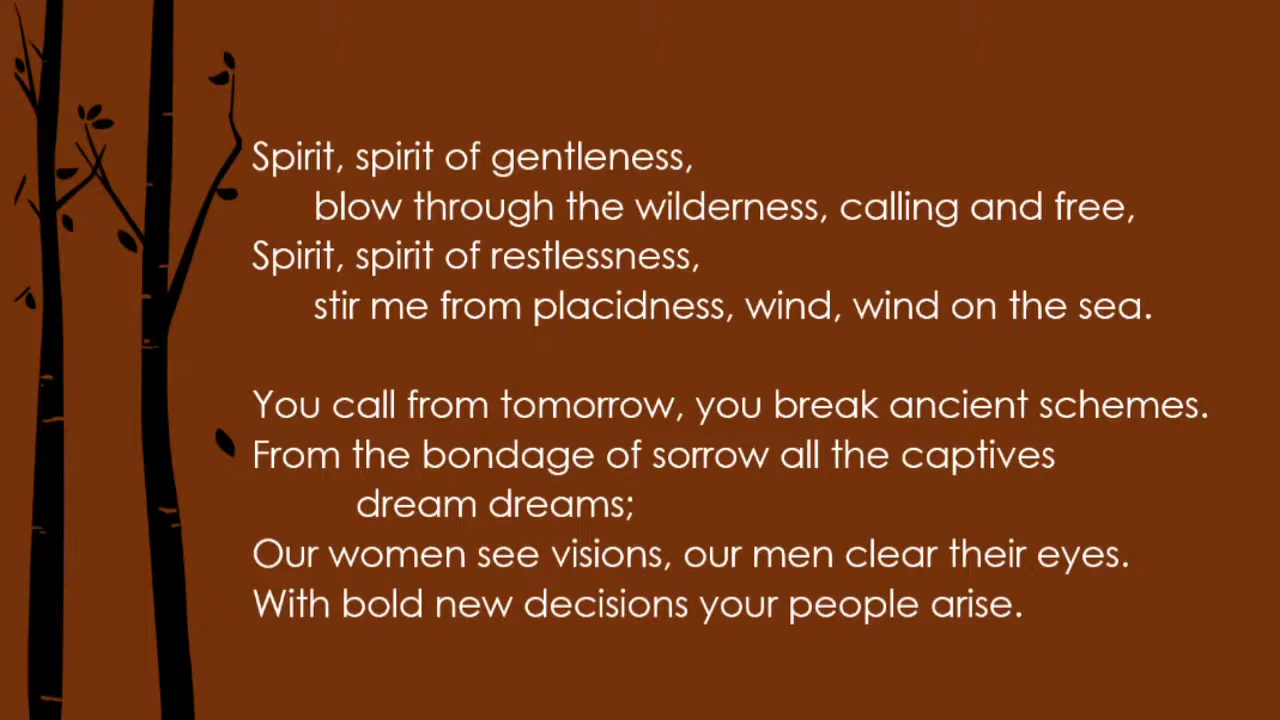 Spirit, spirit of gentleness,
blow through the wilderness, calling and free,
Spirit, spirit of restlessness,
stir me from placidness, wind, wind on the sea.
You call from tomorrow, you break ancient schemes.
From the bondage of sorrow all the captives
dream dreams;
Our women see visions, our men clear their eyes.
With bold new decisions your people arise.